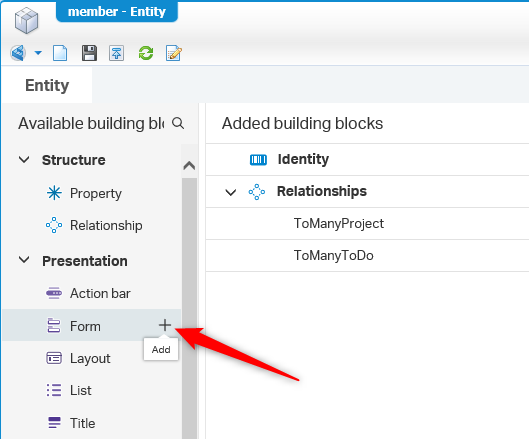 member - Entity
Entity
Available building blo
Added building blocks
Structure
Property
Relationship
Presentation
Action bar
Form
Add
Layout
List
Title
Identity
Relationships
ToManyProject
ToManyToDo